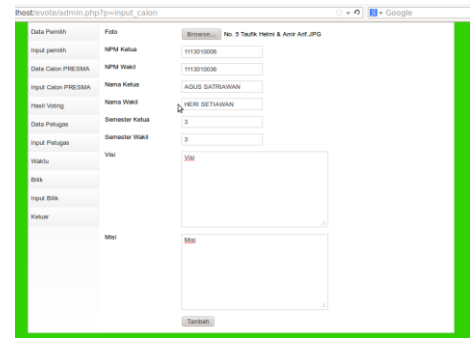 lhost/evote/admin.php?p=input_calon
Google
Data Pemilih
Input pemilih
Data Calon PRESMA
Input Calon PRESMA
Hasil Voting
Data Petugas
Input Petugas
Waktu
Bilik
Input Bilik
Keluar
Foto Browse... No. 5 Taufik Helmi & Amir Arif.JPG
NPM Ketua 1113010006
NPM Wakil 1113010036
Nama Ketua AGUS SATRIAWAN
Nama Wakil HERI SETIAWAN
Semester Ketua 3
Semester Wakil 3
Visi Visi
Misi Misi
Tambah